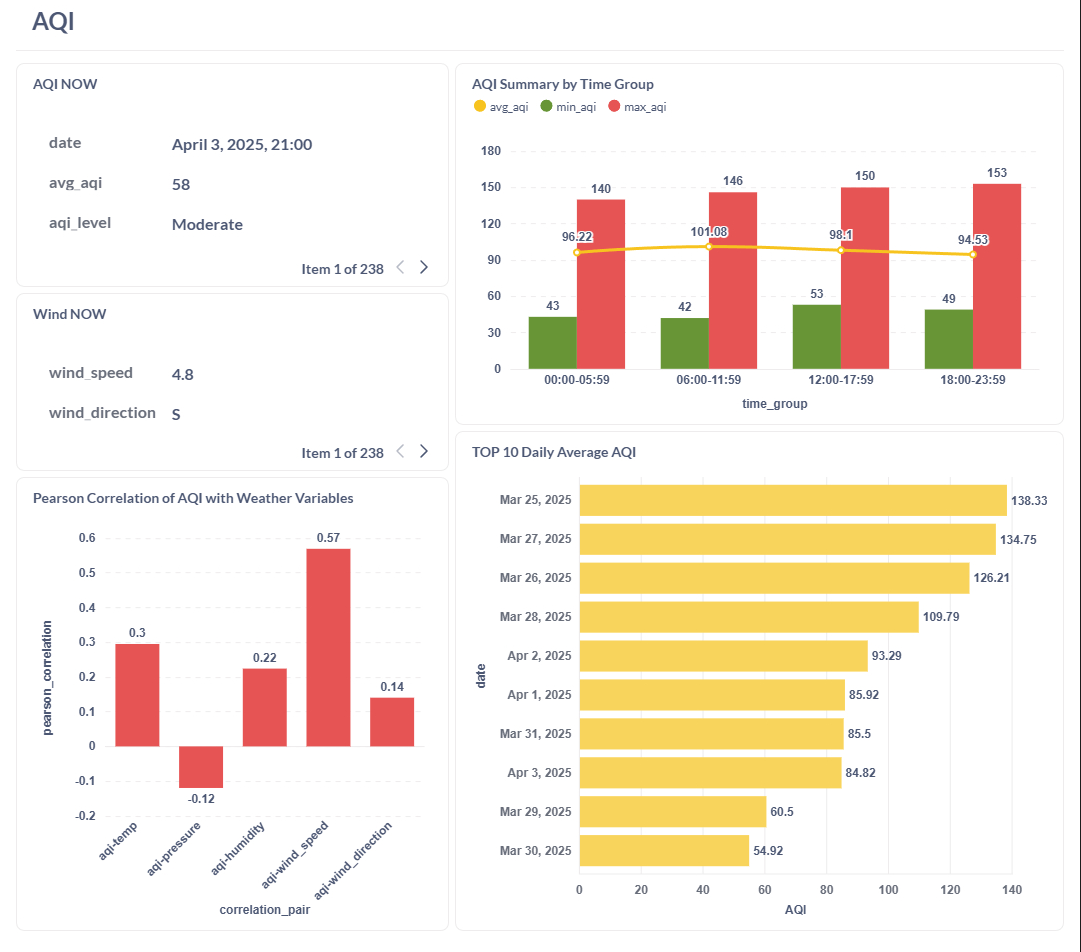 AQI
AQI NOW
date April 3, 2025, 21:00
avg_aqi 58
aqi_level Moderate
Item 1 of 238
Wind NOW
wind_speed 4.8
wind_direction S
Item 1 of 238
Pearson Correlation of AQI with Weather Variables
pearson_correlation
0.6
0.5
0.4
0.3
0.2
0.1
0
-0.1
-0.2
0.3
-0.12
0.22
0.57
0.14
aqi-temp
aqi-pressure
aqi-humidity
aqi-wind_speed
aqi-wind_direction
correlation_pair
AQI Summary by Time Group
avg_aqi min_aqi max_aqi
180
150
120
90
60
30
0
140 146 150 153
96.22 101.08 98.1 94.53
43 42 53 49
00:00-05:59 06:00-11:59 12:00-17:59 18:00-23:59
time_group
TOP 10 Daily Average AQI
date
Mar 25, 2025 138.33
Mar 27, 2025 134.75
Mar 26, 2025 126.21
Mar 28, 2025 109.79
Apr 2, 2025 93.29
Apr 1, 2025 85.92
Mar 31, 2025 85.5
Apr 3, 2025 84.82
Mar 29, 2025 60.5
Mar 30, 2025 54.92
0 20 40 60 80 100 120 140
AQI